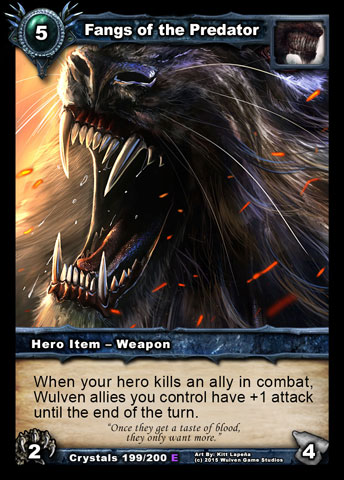 5
Fangs of the Predator
Hero Item – Weapon
When your hero kills an ally in combat,
Wulven allies you control have +1 attack
until the end of the turn.
"Once they get a taste of blood,
they only want more."
2
Crystals 199/200 E
Art By: Kitt Lapeña
(c) 2015 Wulven Game Studios
4